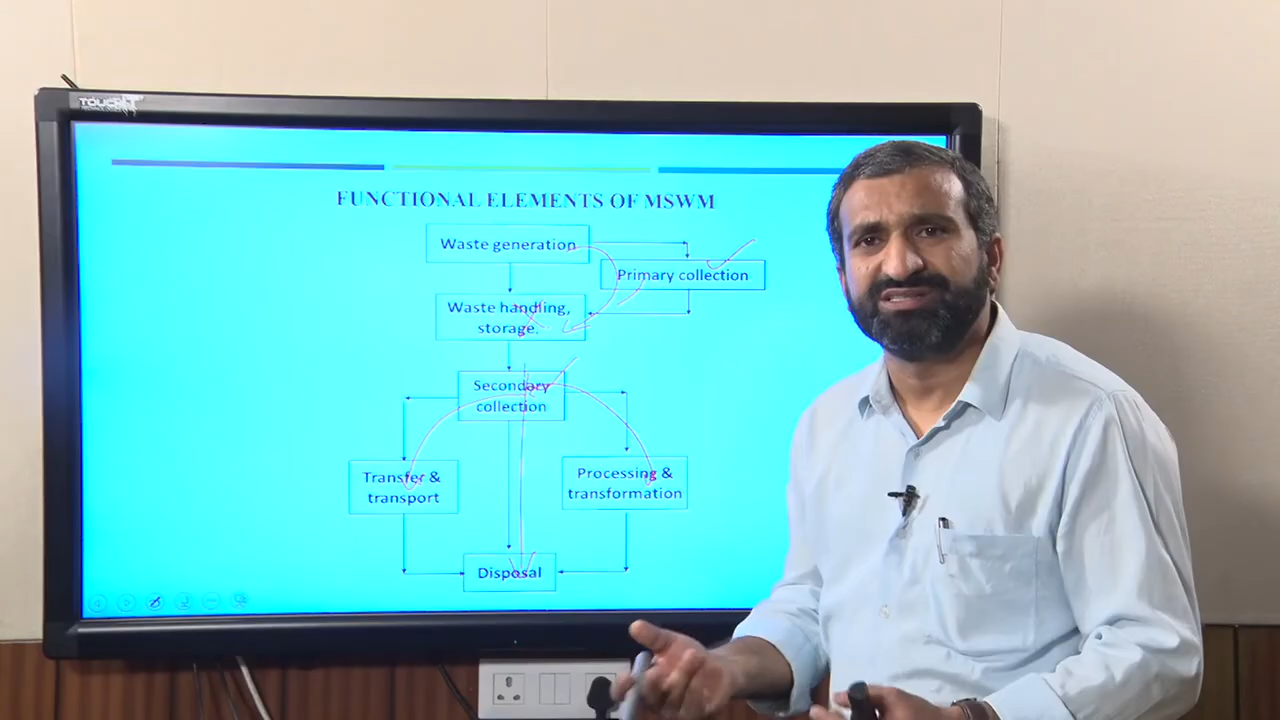 TOUCHIT
FUNCTIONAL ELEMENTS OF MSWM
Waste generation
Primary collection
Waste handling,
storage.
Secondary
collection
Transfer &
transport
Processing &
transformation
Disposal